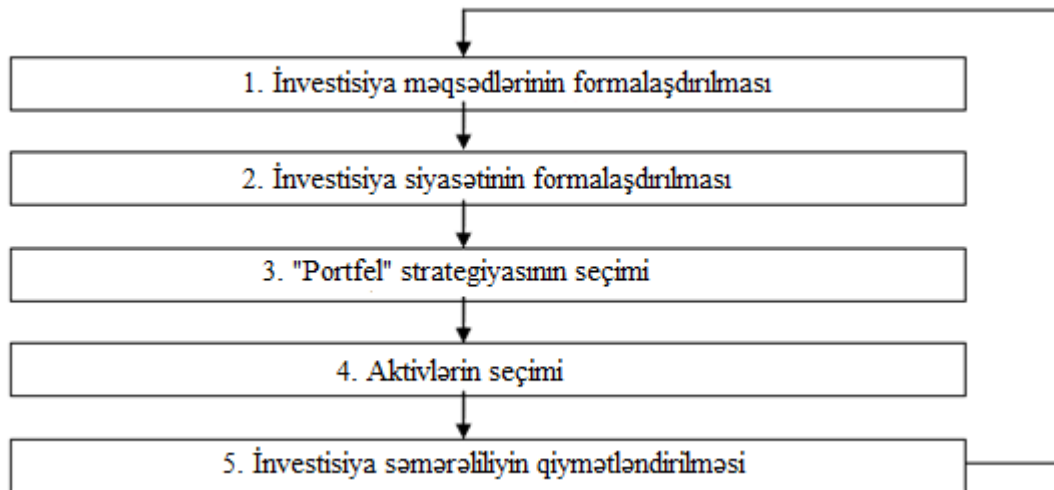 1. İnvestisiya məqsədlərinin formalaşdırılması
2. İnvestisiya siyasətinin formalaşdırılması
3. "Portfel" strategiyasının seçimi
4. Aktivlərin seçimi
5. İnvestisiya səmərəliliyin qiymətləndirilməsi